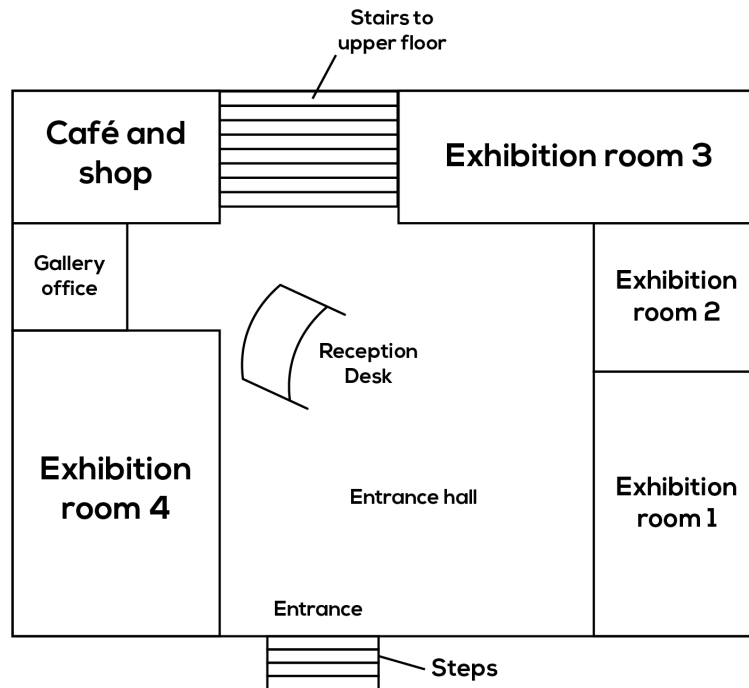 Stairs to
upper floor
Café and
shop
Exhibition room 3
Gallery
office
Exhibition
room 2
Reception
Desk
Exhibition
room 4
Entrance hall
Exhibition
room 1
Entrance
Steps